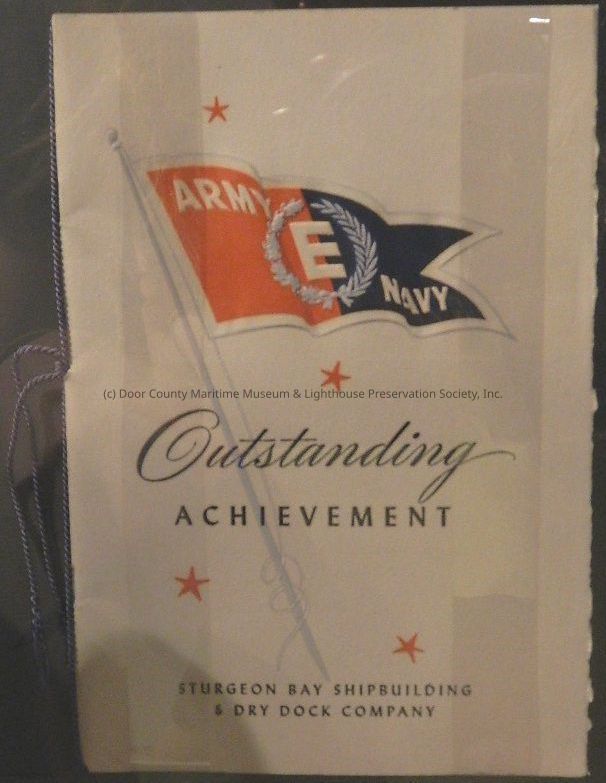 ARMY
E
NAVY
(c) Door County Maritime Museum & Lighthouse Preservation Society, Inc.
Outstanding
ACHIEVEMENT
STURGEON BAY SHIPBUILDING
& DRY DOCK COMPANY